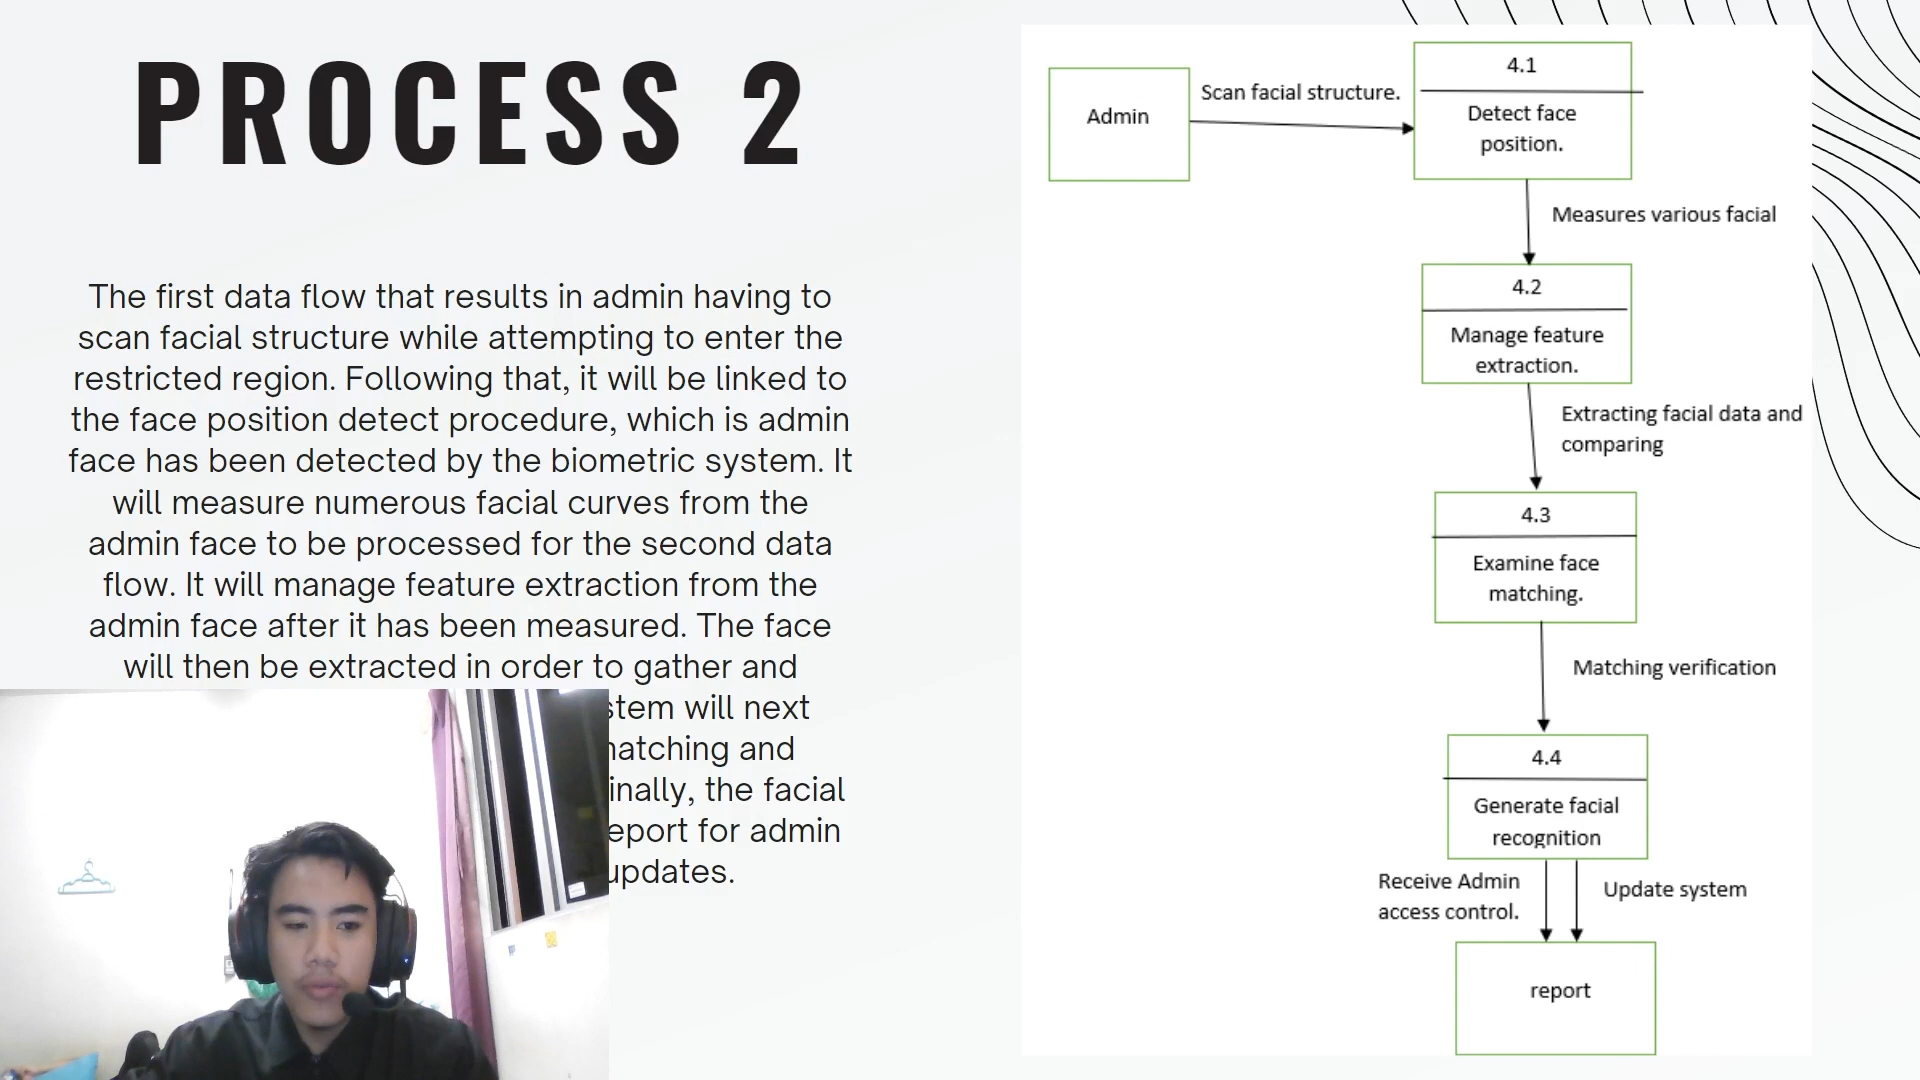 PROCESS 2
The first data flow that results in admin having to
scan facial structure while attempting to enter the
restricted region. Following that, it will be linked to
the face position detect procedure, which is admin
face has been detected by the biometric system. It
will measure numerous facial curves from the
admin face to be processed for the second data
flow. It will manage feature extraction from the
admin face after it has been measured. The face
will then be extracted in order to gather and
will next
and
the facial
for admin
updates.
Admin
Scan facial structure.
4.1
Detect face
position.
Measures various facial
4.2
Manage feature
extraction.
Extracting facial data and
comparing
4.3
Examine face
matching.
Matching verification
4.4
Generate facial
recognition
Receive Admin
access control.
Update system
report